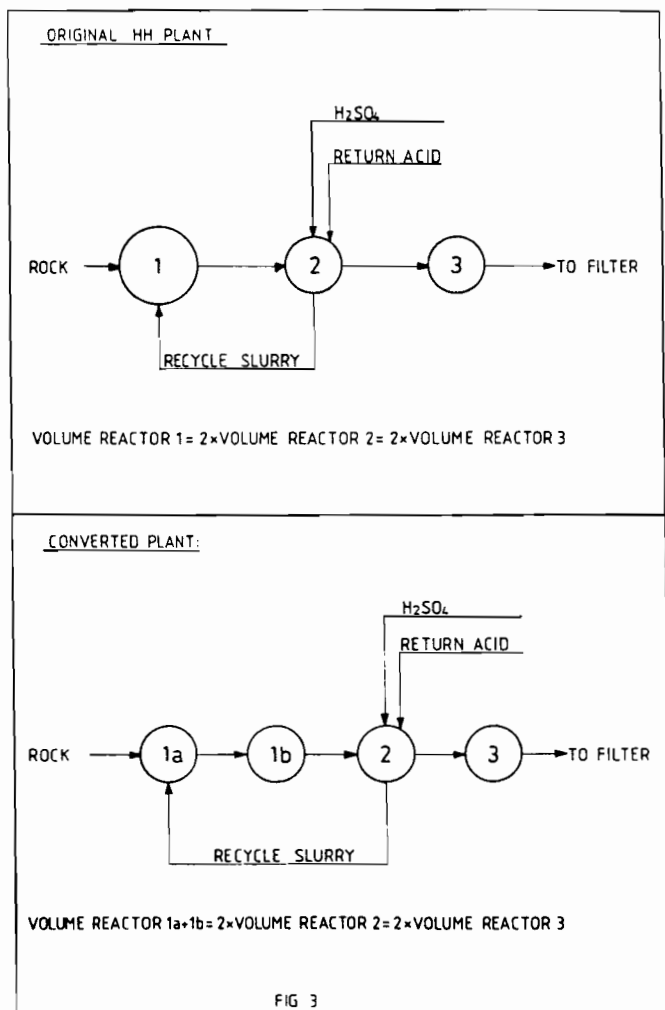 ORIGINAL HH PLANT
H₂SO₄
RETURN ACID
ROCK
1
2
3
TO FILTER
RECYCLE SLURRY
VOLUME REACTOR 1= 2×VOLUME REACTOR 2= 2×VOLUME REACTOR 3
CONVERTED PLANT:
H₂SO₄
RETURN ACID
ROCK
1a
1b
2
3
TO FILTER
RECYCLE SLURRY
VOLUME REACTOR 1a+1b= 2×VOLUME REACTOR 2= 2×VOLUME REACTOR 3
FIG 3